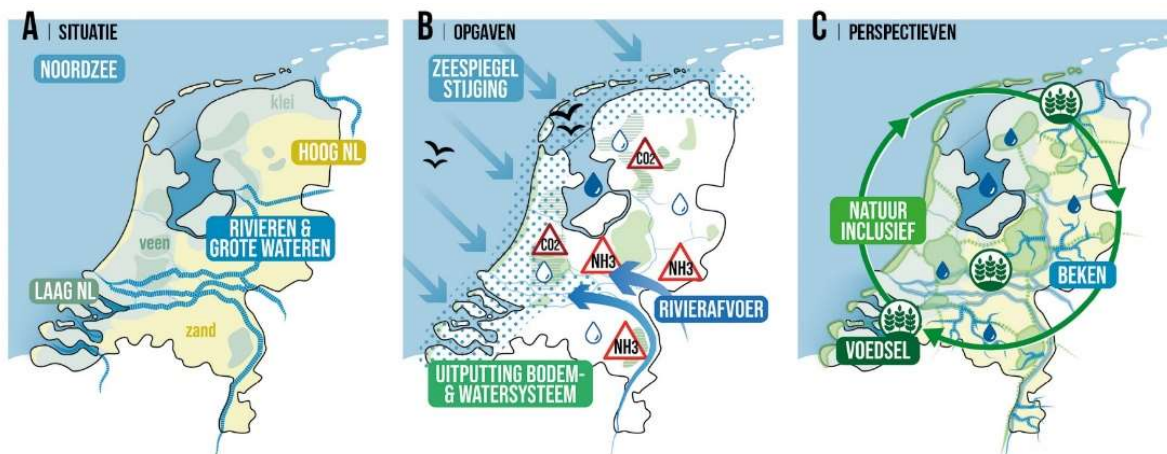 A | SITUATIE
NOORDZEE
klei
HOOG NL
RIVIEREN &
GROTE WATEREN
veen
LAAG NL
zand
B | OPGAVEN
ZEESPIEGEL
STIJGING
CO2
CO2
NH3
NH3
RIVIERAFVOER
NH3
UITPUTTING BODEM-
& WATERSYSTEEM
C | PERSPECTIEVEN
NATUUR
INCLUSIEF
BEKEN
VOEDSEL